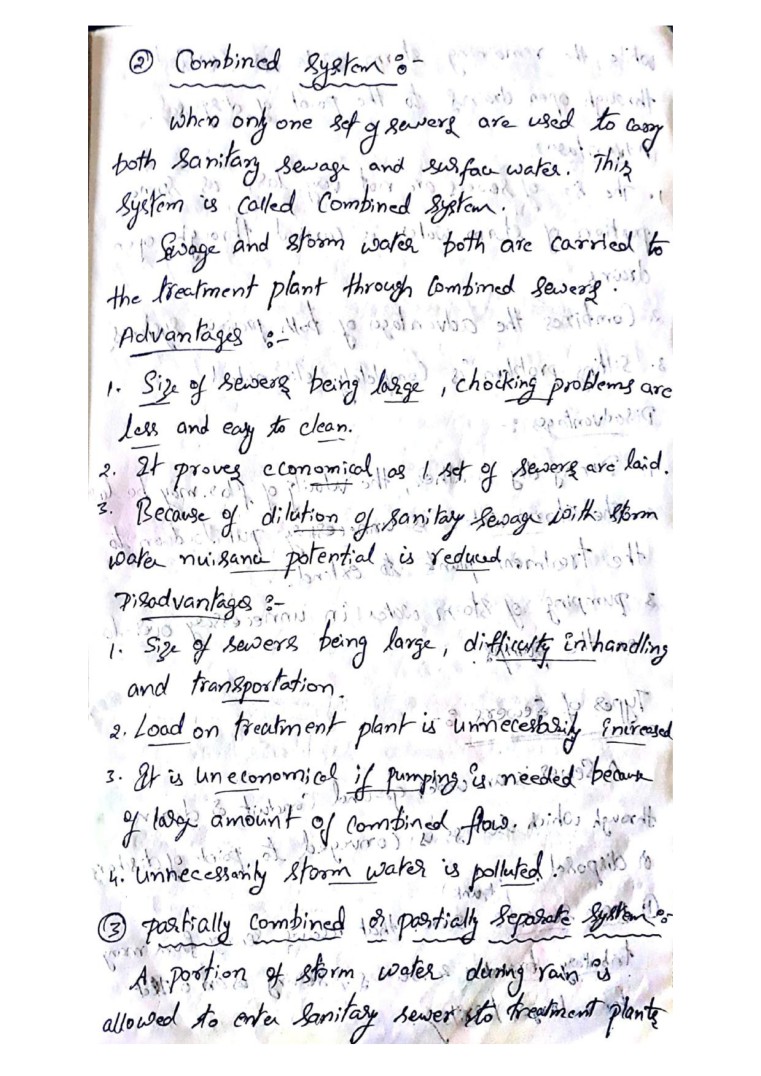 ② Combined System :-
When only one set of sewers are used to carry
both Sanitary Sewage and surface water. This
System is called Combined System.
Sewage and storm water both are carried to
the treatment plant through Combined Sewers.
Advantages :-
1. Size of sewers being large, chocking problems are
less and easy to clean.
2. It proves economical as 1 set of sewers are laid.
3. Because of dilution of Sanitary Sewage with storm
water nuisance potential is reduced
Disadvantages :-
1. Size of sewers being large, difficulty in handling
and transportation.
2. Load on treatment plant is unnecessarily increased
3. It is uneconomical if pumping is needed because
of large amount of combined flow.
4. Unnecessarily storm water is polluted.
③ partially combined or partially separate system :-
A portion of storm water during rain is
allowed to enter Sanitary sewer to treatment plants